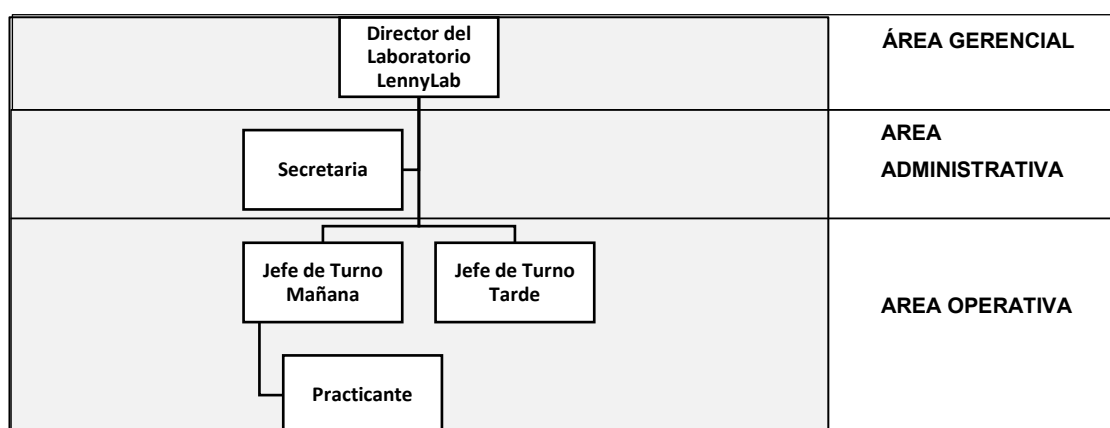 Director del
Laboratorio
LennyLab
ÁREA GERENCIAL
Secretaria
AREA
ADMINISTRATIVA
Jefe de Turno
Mañana
Jefe de Turno
Tarde
AREA OPERATIVA
Practicante